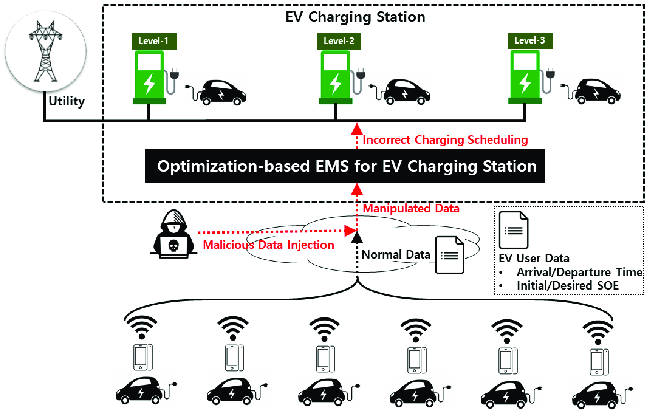 EV Charging Station
Level-1
Level-2
Level-3
Utility
Incorrect Charging Scheduling
Optimization-based EMS for EV Charging Station
Manipulated Data
Malicious Data Injection
Normal Data
EV User Data
• Arrival/Departure Time
• Initial/Desired SOE